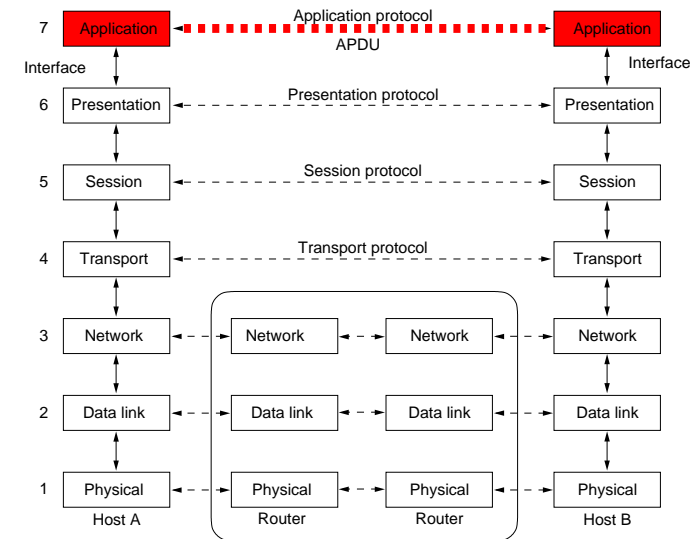 7 Application Application protocol Application
APDU
Interface Interface
6 Presentation Presentation protocol Presentation
5 Session Session protocol Session
4 Transport Transport protocol Transport
3 Network Network Network Network
2 Data link Data link Data link Data link
1 Physical Physical Physical Physical
Host A Router Router Host B